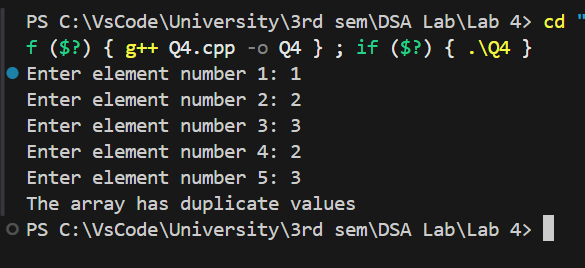 PS C:\VsCode\University\3rd sem\DSA Lab\Lab 4> cd "
f ($?) { g++ Q4.cpp -o Q4 } ; if ($?) { .\Q4 }
Enter element number 1: 1
Enter element number 2: 2
Enter element number 3: 3
Enter element number 4: 2
Enter element number 5: 3
The array has duplicate values
PS C:\VsCode\University\3rd sem\DSA Lab\Lab 4>